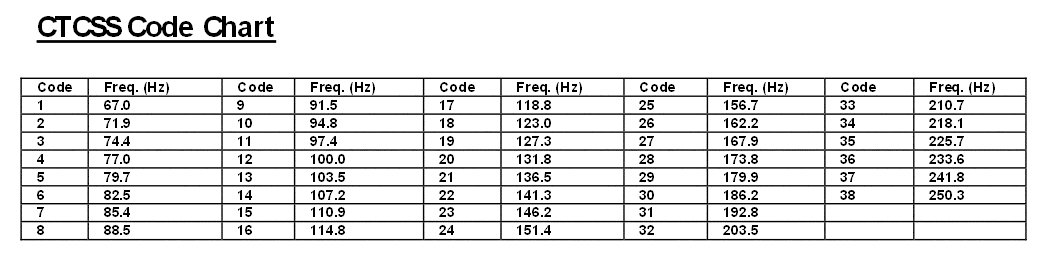 CTCSS Code Chart
Code Freq. (Hz) Code Freq. (Hz) Code Freq. (Hz) Code Freq. (Hz) Code Freq. (Hz)
1 67.0 9 91.5 17 118.8 25 156.7 33 210.7
2 71.9 10 94.8 18 123.0 26 162.2 34 218.1
3 74.4 11 97.4 19 127.3 27 167.9 35 225.7
4 77.0 12 100.0 20 131.8 28 173.8 36 233.6
5 79.7 13 103.5 21 136.5 29 179.9 37 241.8
6 82.5 14 107.2 22 141.3 30 186.2 38 250.3
7 85.4 15 110.9 23 146.2 31 192.8
8 88.5 16 114.8 24 151.4 32 203.5